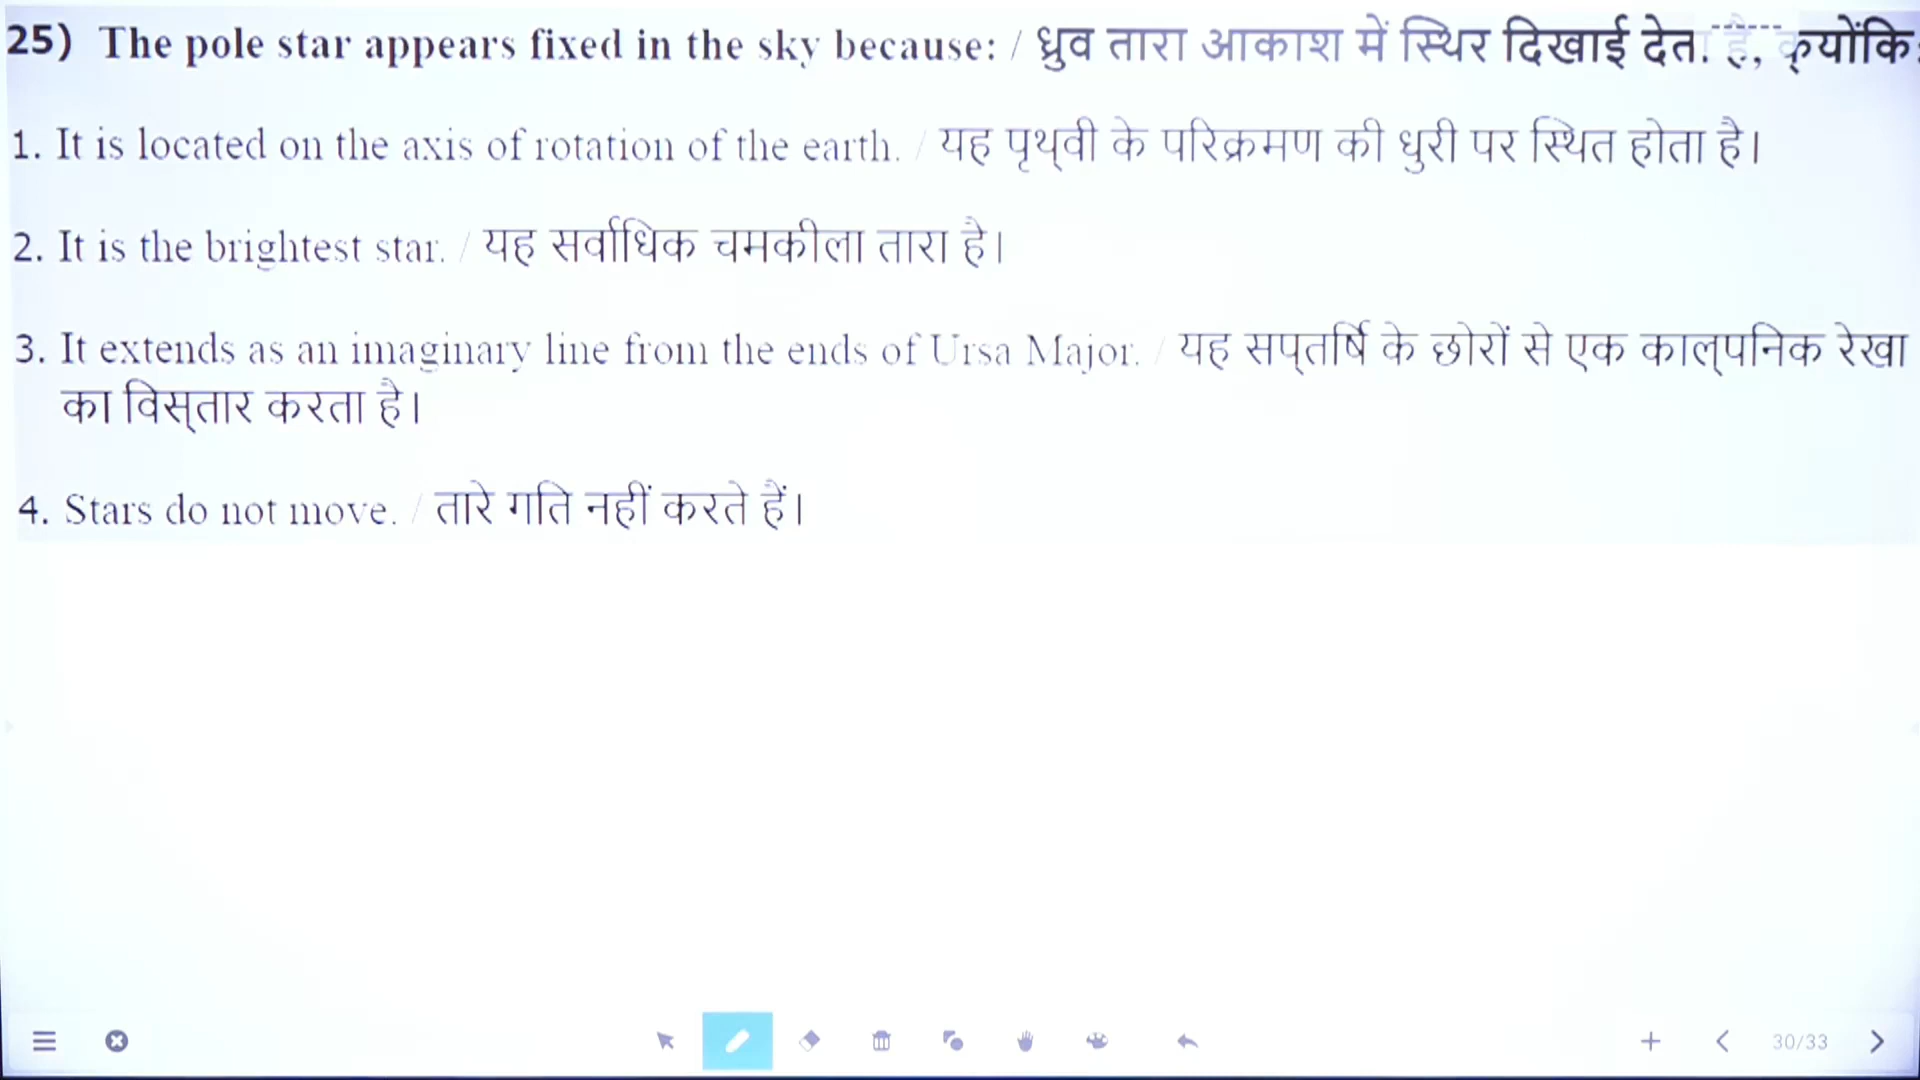 25) The pole star appears fixed in the sky because: / ध्रुव तारा आकाश में स्थिर दिखाई देता है, क्योंकि:
1. It is located on the axis of rotation of the earth. / यह पृथ्वी के परिक्रमण की धुरी पर स्थित होता है।
2. It is the brightest star. / यह सर्वाधिक चमकीला तारा है।
3. It extends as an imaginary line from the ends of Ursa Major. / यह सप्तर्षि के छोरों से एक काल्पनिक रेखा
का विस्तार करता है।
4. Stars do not move. / तारे गति नहीं करते हैं।
30/33